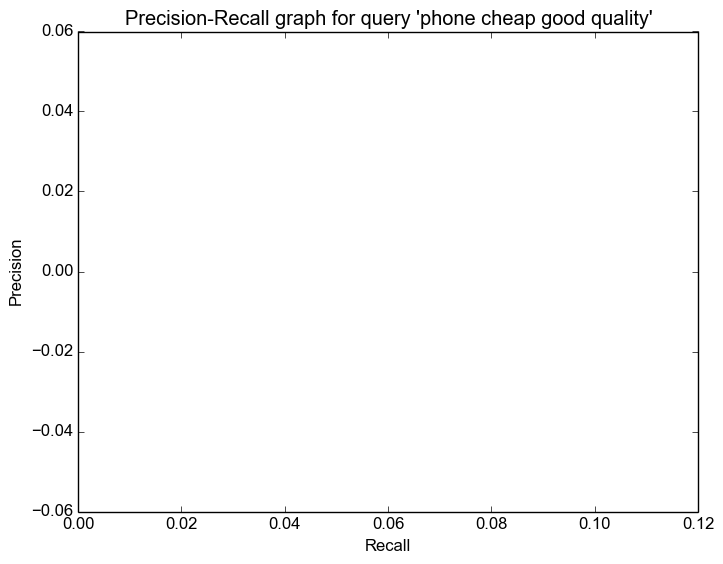 Precision-Recall graph for query 'phone cheap good quality'
0.06
0.04
0.02
0.00
−0.02
−0.04
−0.06
Precision
0.00 0.02 0.04 0.06 0.08 0.10 0.12
Recall